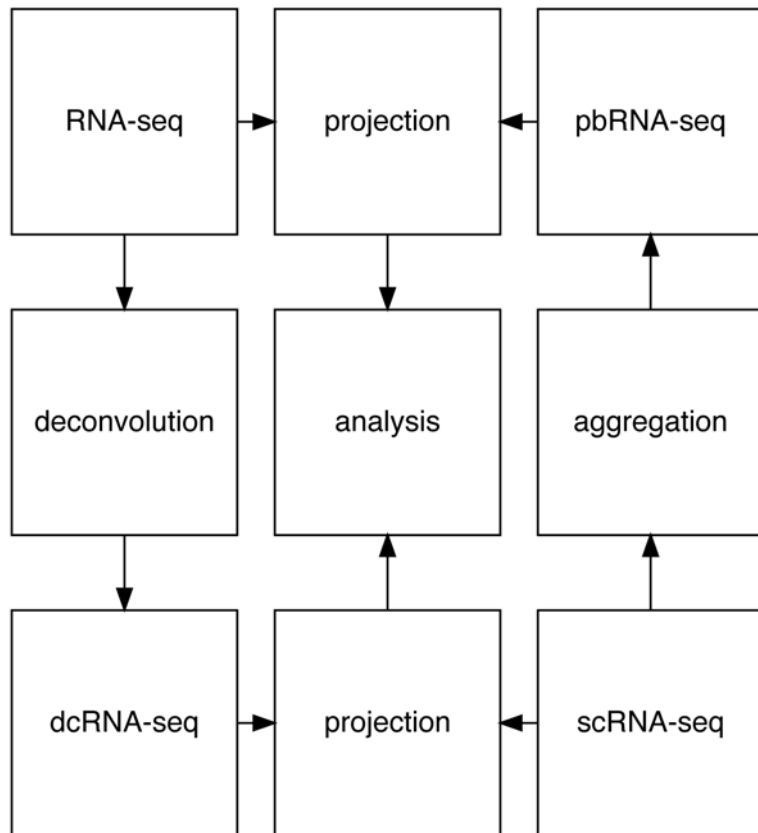 RNA-seq
projection
pbRNA-seq
deconvolution
analysis
aggregation
dcRNA-seq
projection
scRNA-seq